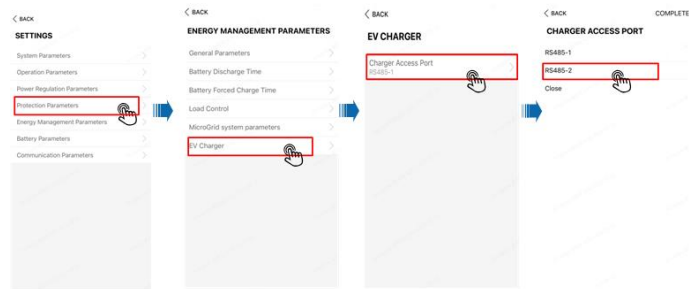 < BACK
SETTINGS
System Parameters
Operation Parameters
Power Regulation Parameters
Protection Parameters
Energy Management Parameters
Battery Parameters
Communication Parameters
< BACK
ENERGY MANAGEMENT PARAMETERS
General Parameters
Battery Discharge Time
Battery Forced Charge Time
Load Control
MicroGrid system parameters
EV Charger
< BACK
EV CHARGER
Charger Access Port
RS485-1
< BACK COMPLETE
CHARGER ACCESS PORT
RS485-1
RS485-2
Close